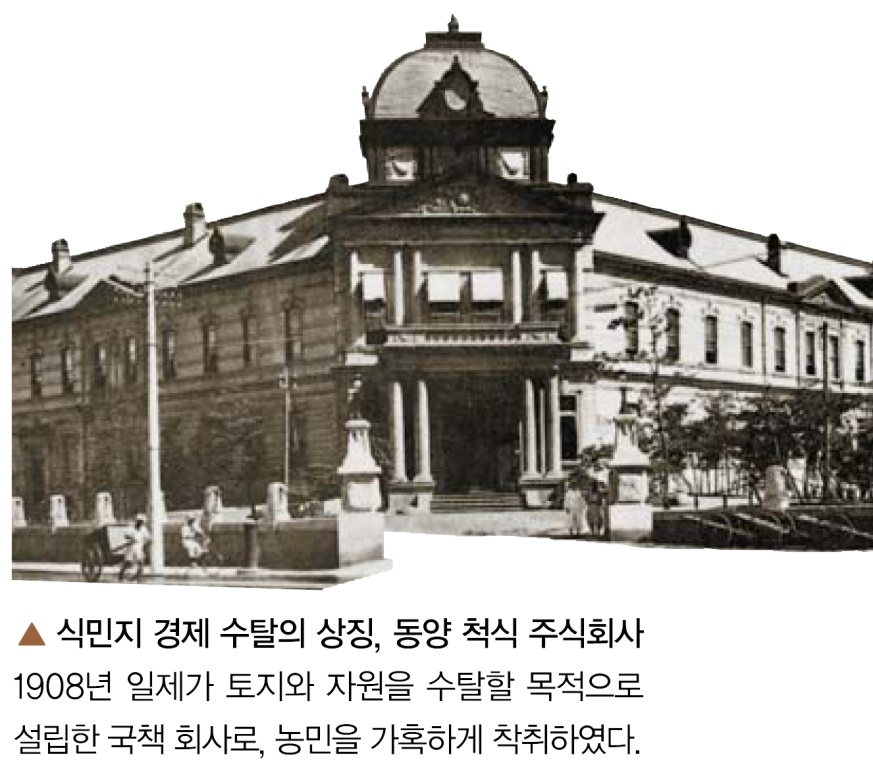 ▲ 식민지 경제 수탈의 상징, 동양 척식 주식회사
1908년 일제가 토지와 자원을 수탈할 목적으로
설립한 국책 회사로, 농민을 가혹하게 착취하였다.